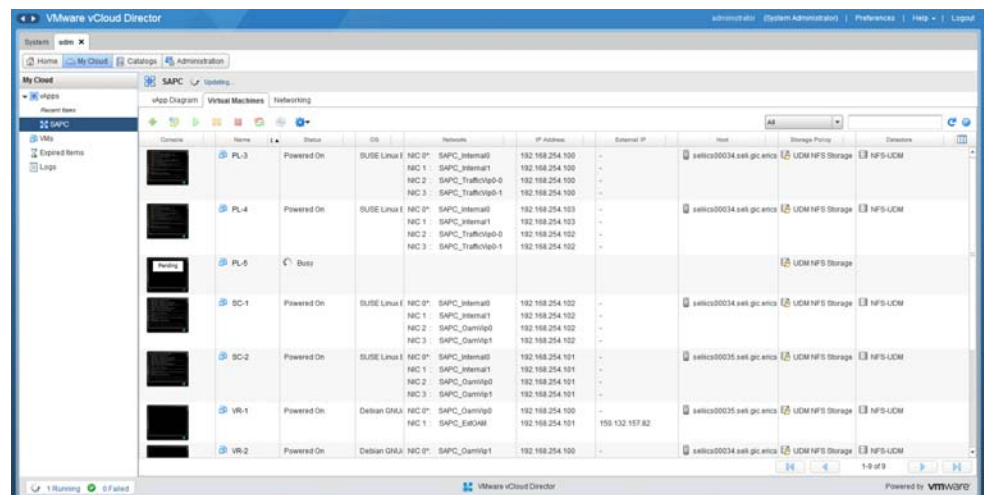 VMware vCloud Director
administrator (System Administrator) | Preferences | Help | Logout
System udm X
Home My Cloud Catalogs Administration
My Cloud
SAPC Updating...
vApps
vApp Diagram Virtual Machines Networking
Recent Items
SAPC
All
VMs
Expired Items
Logs
Console Name Status OS Networks IP Address External IP Host Storage Policy Datastore
PL-3 Powered On SUSE Linux E NIC 0*: SAPC_Internal0 192.168.254.100 - UDM NFS Storage NFS-UDM
NIC 1 : SAPC_Internal1 192.168.254.100 -
NIC 2 : SAPC_TrafficVip0-0 192.168.254.100 -
NIC 3 : SAPC_TrafficVip0-1 192.168.254.100 -
PL-4 Powered On SUSE Linux E NIC 0*: SAPC_Internal0 192.168.254.103 - UDM NFS Storage NFS-UDM
NIC 1 : SAPC_Internal1 192.168.254.103 -
NIC 2 : SAPC_TrafficVip0-0 192.168.254.102 -
NIC 3 : SAPC_TrafficVip0-1 192.168.254.102 -
Pending PL-5 Busy UDM NFS Storage
SC-1 Powered On SUSE Linux E NIC 0*: SAPC_Internal0 192.168.254.102 - UDM NFS Storage NFS-UDM
NIC 1 : SAPC_Internal1 192.168.254.102 -
NIC 2 : SAPC_OamVip0 192.168.254.102 -
NIC 3 : SAPC_OamVip1 192.168.254.102 -
SC-2 Powered On SUSE Linux E NIC 0*: SAPC_Internal0 192.168.254.101 - UDM NFS Storage NFS-UDM
NIC 1 : SAPC_Internal1 192.168.254.101 -
NIC 2 : SAPC_OamVip0 192.168.254.101 -
NIC 3 : SAPC_OamVip1 192.168.254.101 -
VR-1 Powered On Debian GNU/ NIC 0*: SAPC_OamVip0 192.168.254.100 - UDM NFS Storage NFS-UDM
NIC 1 : SAPC_ExtOAM 192.168.254.101 150.132.157.82
VR-2 Powered On Debian GNU/ NIC 0*: SAPC_OamVip1 192.168.254.100 - UDM NFS Storage NFS-UDM
1-9 of 9
1 Running 0 Failed VMware vCloud Director Powered by vmware